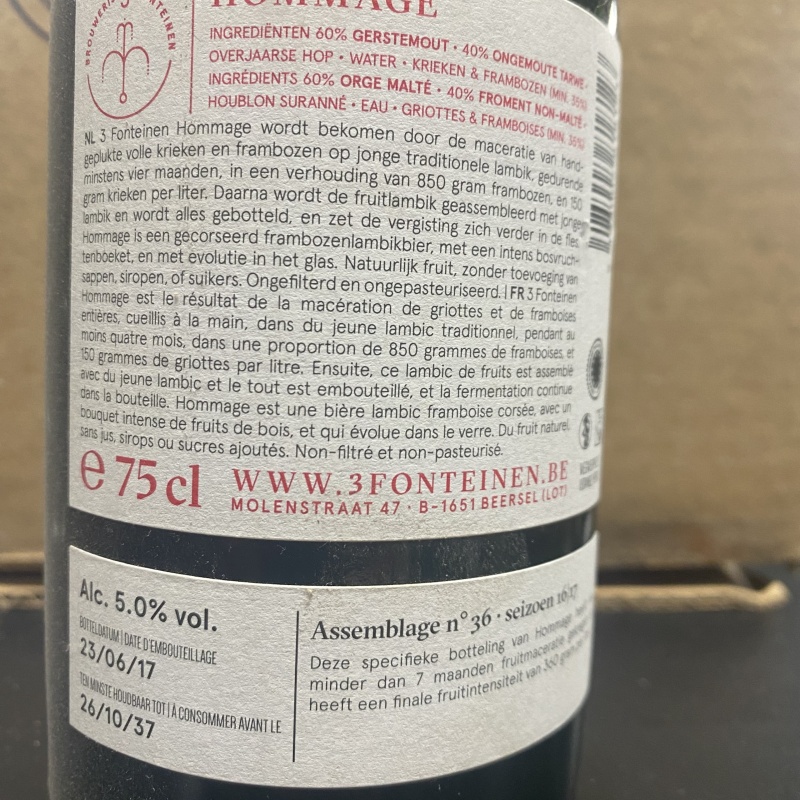 HOMMAGE
BROUWERIJ 3 FONTEINEN
INGREDIËNTEN 60% GERSTEMOUT • 40% ONGEMOUTE TARWE •
OVERJAARSE HOP • WATER • KRIEKEN & FRAMBOZEN (MIN. 35%)
INGRÉDIENTS 60% ORGE MALTÉ • 40% FROMENT NON-MALTÉ •
HOUBLON SURANNÉ • EAU • GRIOTTES & FRAMBOISES (MIN. 35%)
NL 3 Fonteinen Hommage wordt bekomen door de maceratie van hand-
geplukte volle krieken en frambozen op jonge traditionele lambik, gedurende
minstens vier maanden, in een verhouding van 850 gram frambozen, en 150
gram krieken per liter. Daarna wordt de fruitlambik geassembleerd met jonge
lambik en wordt alles gebotteld, en zet de vergisting zich verder in de fles.
Hommage is een gecorseerd frambozenlambikbier, met een intens bosvruch-
tenboeket, en met evolutie in het glas. Natuurlijk fruit, zonder toevoeging van
sappen, siropen, of suikers. Ongefilterd en ongepasteuriseerd. | FR 3 Fonteinen
Hommage est le résultat de la macération de griottes et de framboises
entières, cueillis à la main, dans du jeune lambic traditionnel, pendant au
moins quatre mois, dans une proportion de 850 grammes de framboises, et
150 grammes de griottes par litre. Ensuite, ce lambic de fruits est assemblé
avec du jeune lambic et le tout est embouteillé, et la fermentation continue
dans la bouteille. Hommage est une bière lambic framboise corsée, avec un
bouquet intense de fruits de bois, et qui évolue dans le verre. Du fruit naturel,
sans jus, sirops ou sucres ajoutés. Non-filtré et non-pasteurisé.
e 75 cl
WWW.3FONTEINEN.BE
MOLENSTRAAT 47 • B-1651 BEERSEL (LOT)
Alc. 5.0% vol.
BOTTELDATUM | DATE D'EMBOUTEILLAGE
23/06/17
TEN MINSTE HOUDBAAR TOT | À CONSOMMER AVANT LE
26/10/37
Assemblage n°36 • seizoen 16/17
Deze specifieke botteling van Hommage
minder dan 7 maanden fruitmaceratie
heeft een finale fruitintensiteit van 360